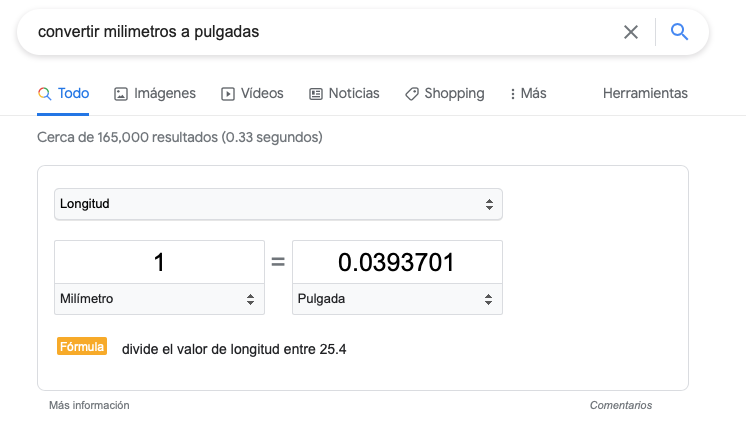 convertir milimetros a pulgadas
Todo Imágenes Vídeos Noticias Shopping Más Herramientas
Cerca de 165,000 resultados (0.33 segundos)
Longitud
1 = 0.0393701
Milímetro Pulgada
Fórmula divide el valor de longitud entre 25.4
Más información Comentarios